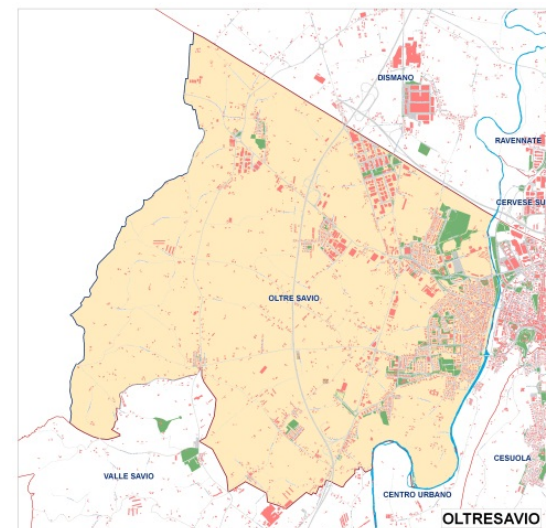 DISMANO
RAVENNATE
CERVESE SU
OLTRE SAVIO
CESUOLA
VALLE SAVIO
CENTRO URBANO
OLTRESAVIO